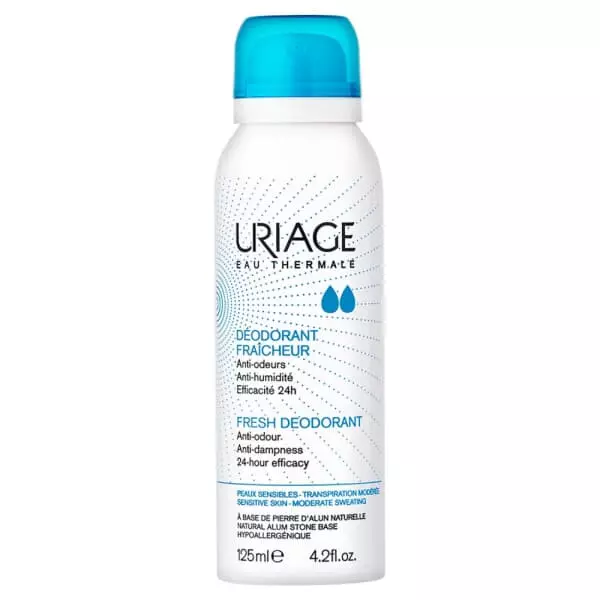 URIAGE
EAU THERMALE
DÉODORANT
FRAÎCHEUR
Anti-odeurs
Anti-humidité
Efficacité 24h
FRESH DEODORANT
Anti-odour
Anti-dampness
24-hour efficacy
PEAUX SENSIBLES - TRANSPIRATION MODÉRÉE
SENSITIVE SKIN - MODERATE SWEATING
À BASE DE PIERRE D'ALUN NATURELLE
NATURAL ALUM STONE BASE
HYPOALLERGÉNIQUE
125ml℮ 4.2fl.oz.